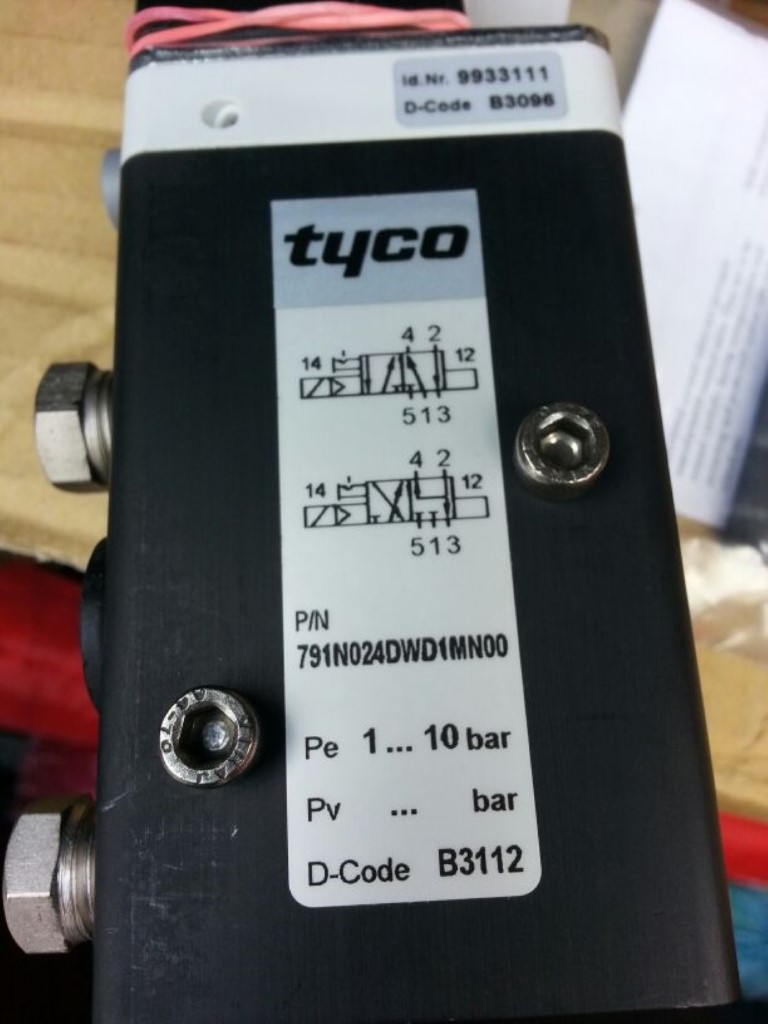 Id.Nr. 9933111
D-Code B3096
tyco
4 2
14 12
513
4 2
14 12
513
P/N
791N024DWD1MN00
Pe 1... 10 bar
Pv ... bar
D-Code B3112